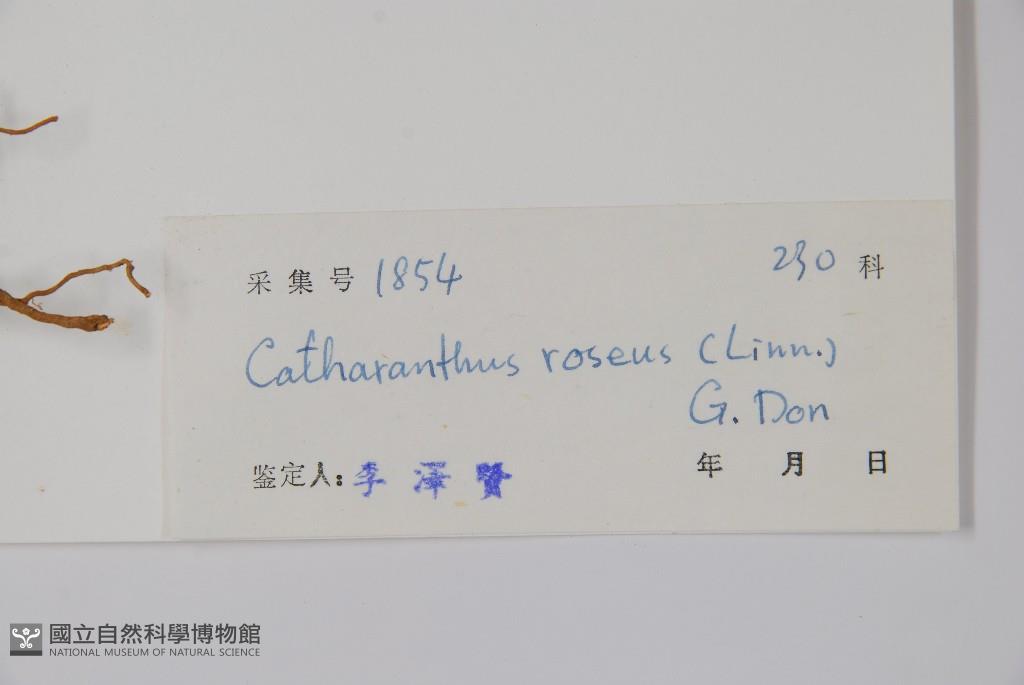 采集号 1854 230 科
Catharanthus roseus (Linn.)
G. Don
鉴定人: 李澤賢 年 月 日
國立自然科學博物館
NATIONAL MUSEUM OF NATURAL SCIENCE